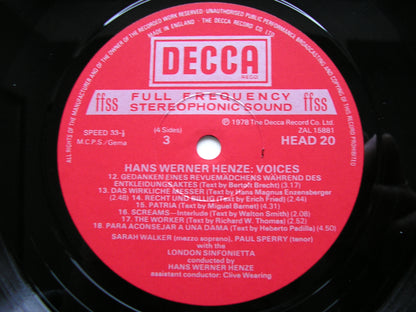 ALL RIGHTS OF THE MANUFACTURER AND OF THE OWNER OF THE RECORDED WORK RESERVED. UNAUTHORISED PUBLIC PERFORMANCE, BROADCASTING AND COPYING OF THIS RECORD PROHIBITED
MADE IN ENGLAND, THE DECCA RECORD CO. LTD
DECCA
REGD
ffss FULL FREQUENCY ffss
STEREOPHONIC SOUND
℗ 1978 The Decca Record Co. Ltd.
SPEED 33⅓ (4 Sides) ZAL 15881
M.C.P.S./Gema 3 HEAD 20
HANS WERNER HENZE: VOICES
12. GEDANKEN EINES REVUEMÄDCHENS WÄHREND DES
ENTKLEIDUNGSAKTES (Text by Bertolt Brecht) (3.17)
13. DAS WIRKLICHE MESSER (Text by Hans Magnus Enzensberger
(2.48) 14. RECHT UND BILLIG (Text by Erich Fried) (2.44)
15. PATRIA (Text by Miguel Barnet) (4.31)
16. SCREAMS—Interlude (Text by Walton Smith) (2.08)
17. THE WORKER (Text by Richard W. Thomas) (2.52)
18. PARA ACONSEJAR A UNA DAMA (Text by Heberto Padilla) (4.50)
SARAH WALKER (mezzo soprano), PAUL SPERRY (tenor)
with the
LONDON SINFONIETTA
conducted by
HANS WERNER HENZE
assistant conductor: Clive Wearing